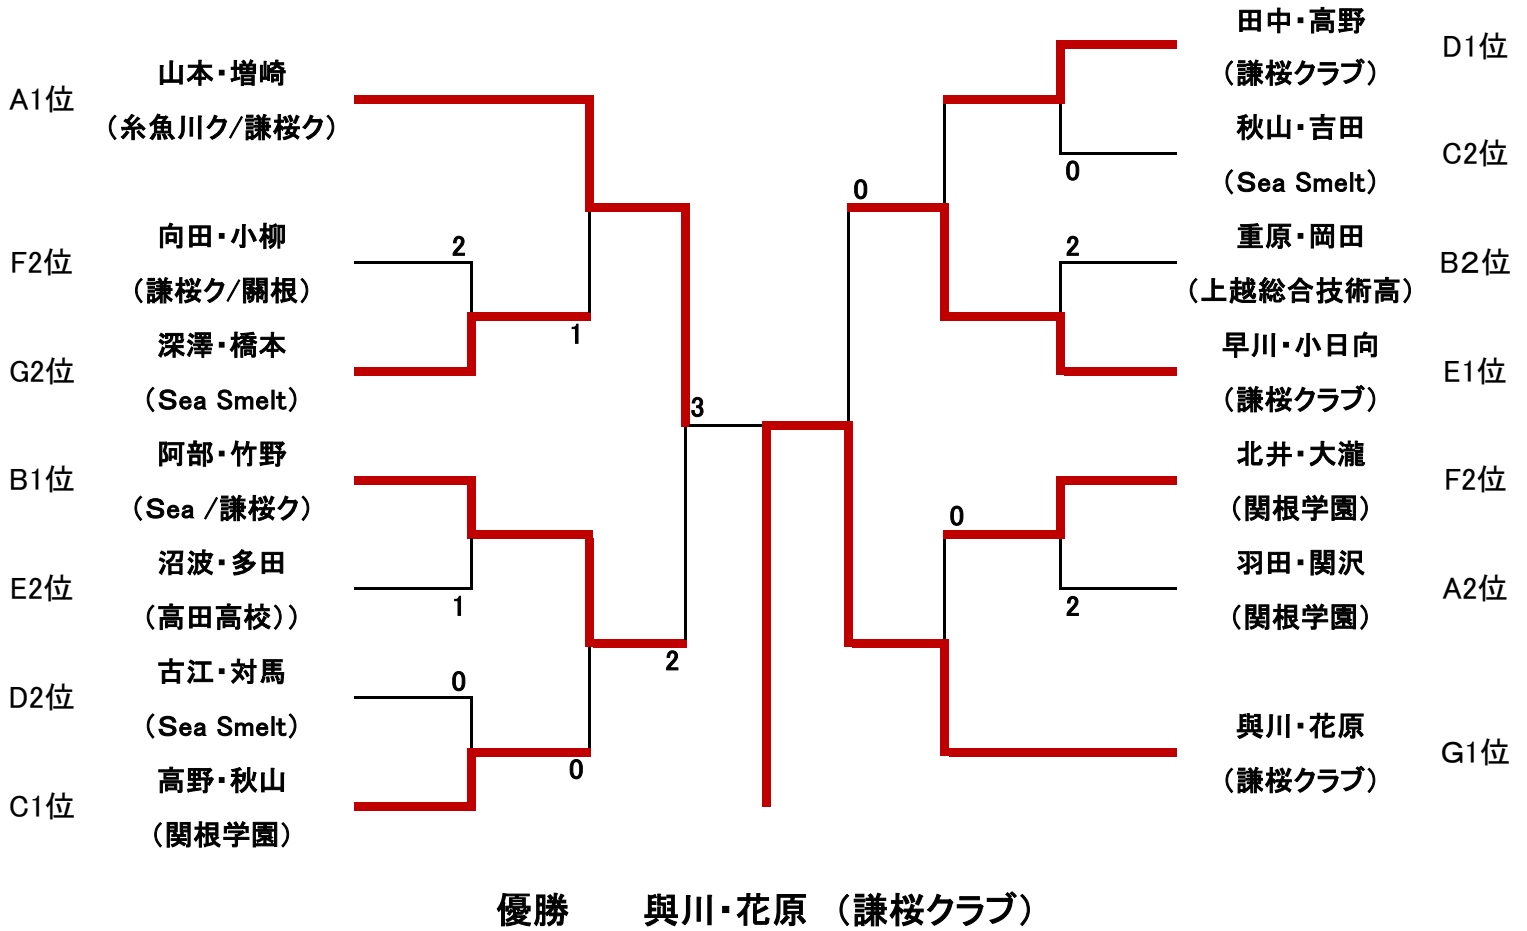 A1位
山本・増崎
（糸魚川ク/謙桜ク）
F2位
向田・小柳
（謙桜ク/關根）
2
G2位
深澤・橋本
（Sea Smelt）
1
B1位
阿部・竹野
（Sea /謙桜ク）
E2位
沼波・多田
（高田高校））
1
D2位
古江・対馬
（Sea Smelt）
0
C1位
高野・秋山
（関根学園）
0
2
3
田中・高野
（謙桜クラブ）
D1位
秋山・吉田
（Sea Smelt）
C2位
0
0
重原・岡田
（上越総合技術高）
B２位
2
早川・小日向
（謙桜クラブ）
E1位
北井・大瀧
（関根学園）
F2位
0
羽田・関沢
（関根学園）
A2位
2
與川・花原
（謙桜クラブ）
G1位
優勝　與川・花原 （謙桜クラブ）